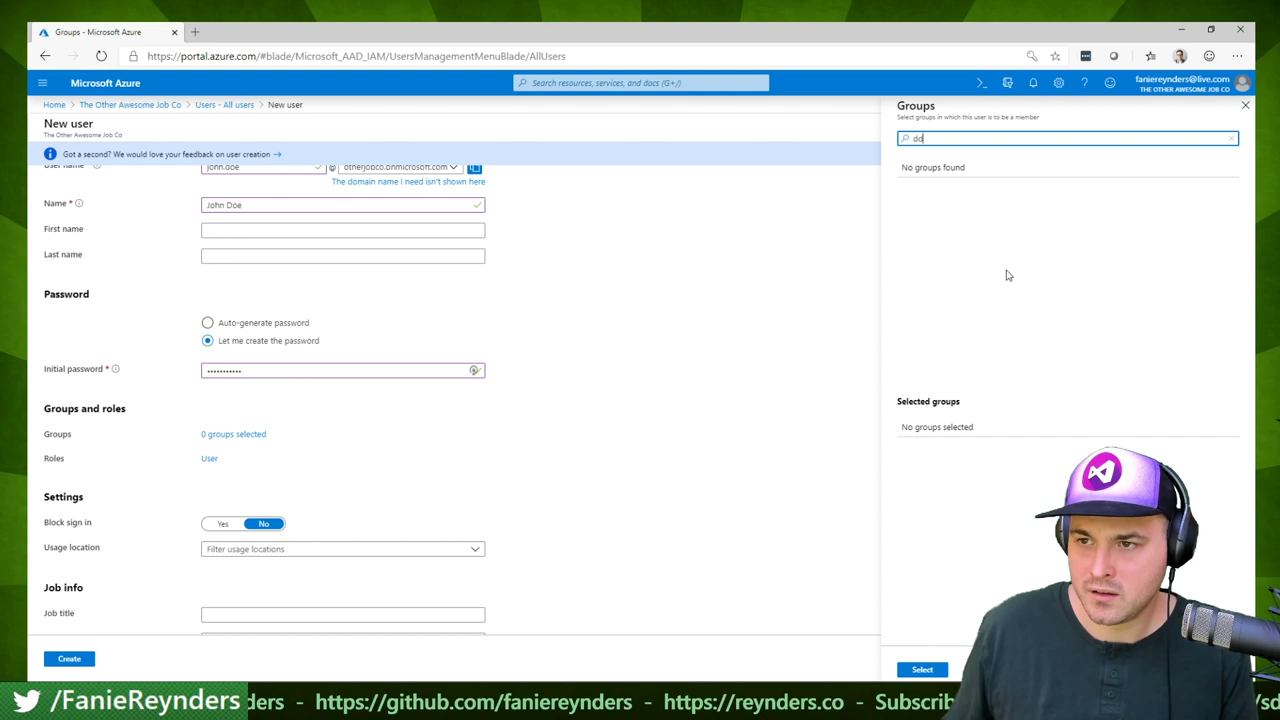 Groups - Microsoft Azure
https://portal.azure.com/#blade/Microsoft_AAD_IAM/UsersManagementMenuBlade/AllUsers
Microsoft Azure
Search resources, services, and docs (G+/)
faniereynders@live.com
THE OTHER AWESOME JOB CO
Home > The Other Awesome Job Co > Users - All users > New user
New user
The Other Awesome Job Co
Got a second? We would love your feedback on user creation →
User name
john.doe @ otherjobco.onmicrosoft.com
The domain name I need isn't shown here
Name *
John Doe
First name
Last name
Password
Auto-generate password
Let me create the password
Initial password *
•••••••••••
Groups and roles
Groups
0 groups selected
Roles
User
Settings
Block sign in
Yes No
Usage location
Filter usage locations
Job info
Job title
Create
Groups
Select groups in which this user is to be a member
dd
No groups found
Selected groups
No groups selected
Select
/FanieReynders
ders - https://github.com/faniereynders - https://reynders.co - Subscrib